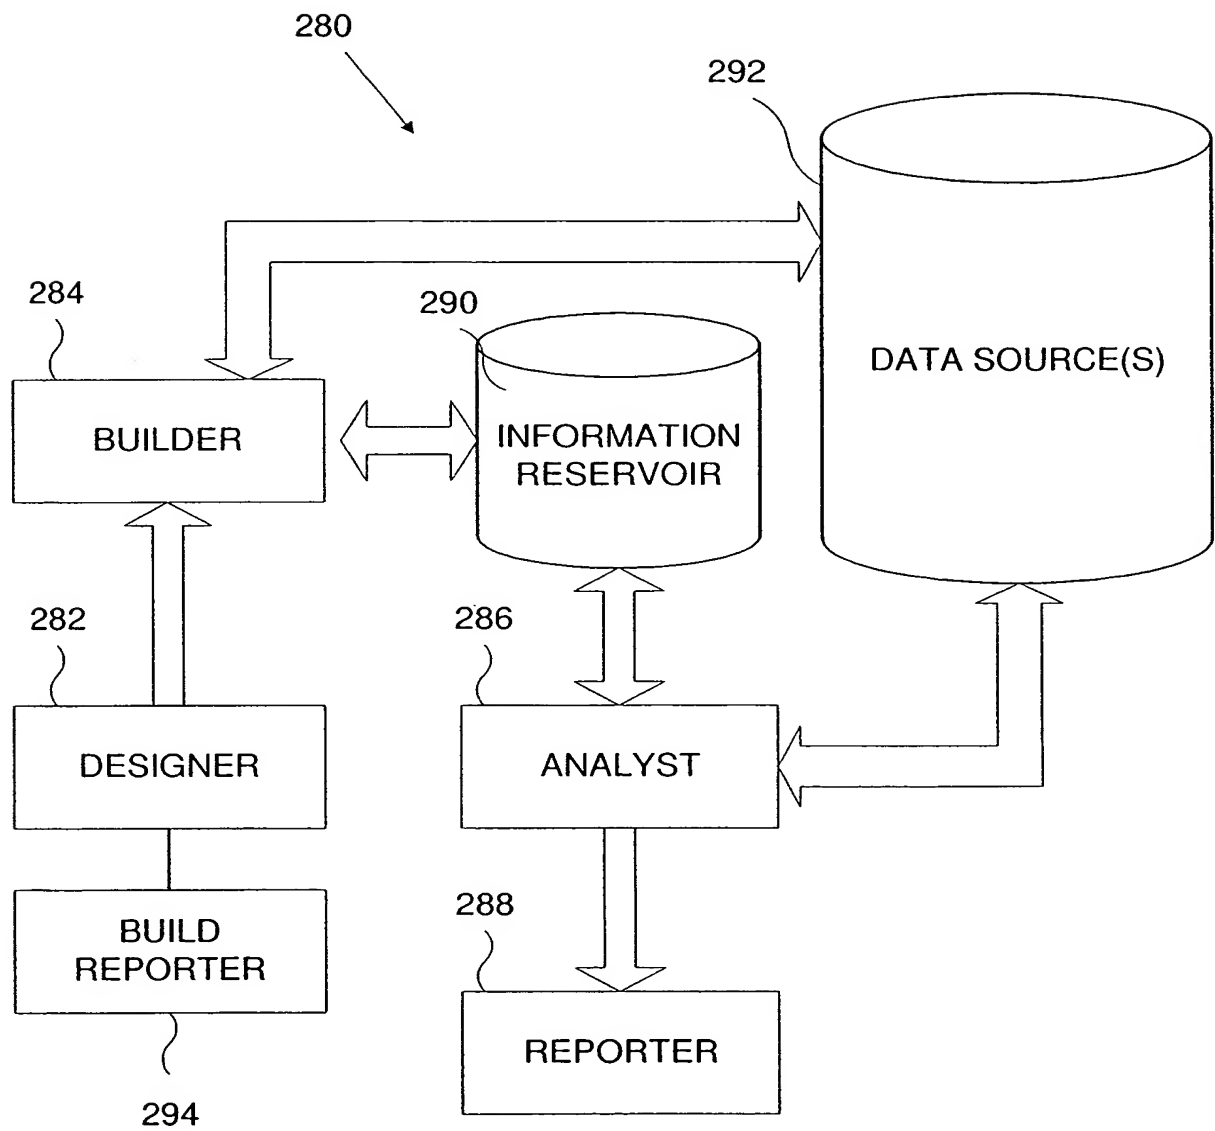 280
292
284
290
DATA SOURCE(S)
BUILDER
INFORMATION
RESERVOIR
282
286
DESIGNER
ANALYST
288
BUILD
REPORTER
REPORTER
294